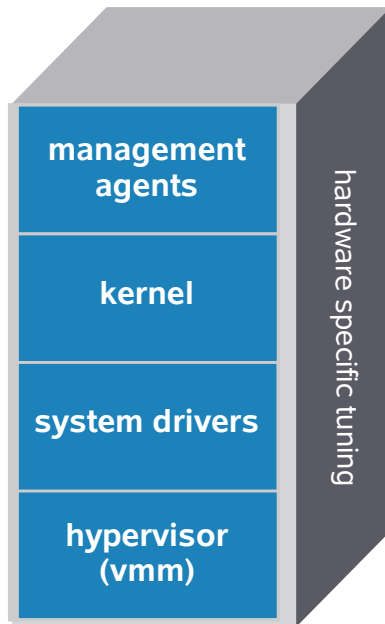 management
agents
kernel
system drivers
hypervisor
(vmm)
hardware specific tuning